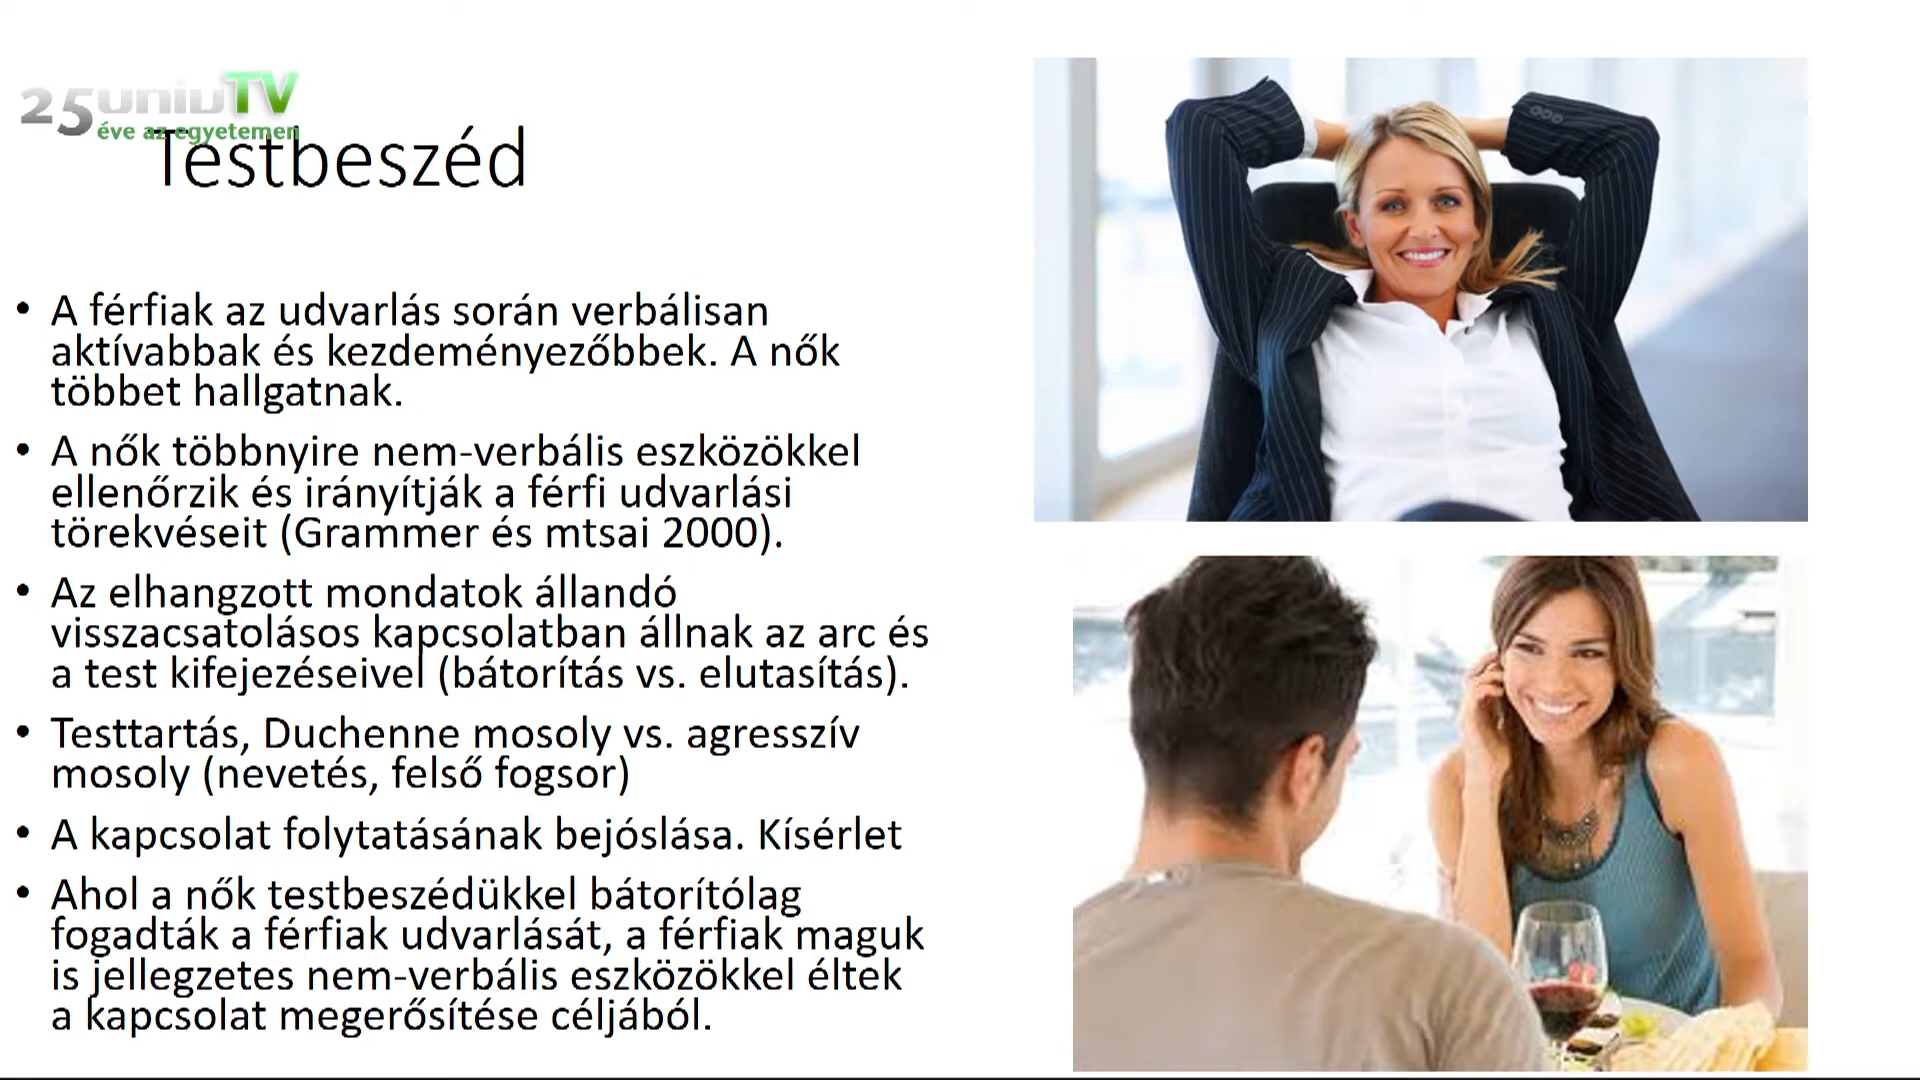 25univTV
éve az egyetemen
Testbeszéd
• A férfiak az udvarlás során verbálisan
aktívabbak és kezdeményezőbbek. A nők
többet hallgatnak.
• A nők többnyire nem-verbális eszközökkel
ellenőrzik és irányítják a férfi udvarlási
törekvéseit (Grammer és mtsai 2000).
• Az elhangzott mondatok állandó
visszacsatolásos kapcsolatban állnak az arc és
a test kifejezéseivel (bátorítás vs. elutasítás).
• Testtartás, Duchenne mosoly vs. agresszív
mosoly (nevetés, felső fogsor)
• A kapcsolat folytatásának bejóslása. Kísérlet
• Ahol a nők testbeszédükkel bátorítólag
fogadták a férfiak udvarlását, a férfiak maguk
is jellegzetes nem-verbális eszközökkel éltek
a kapcsolat megerősítése céljából.